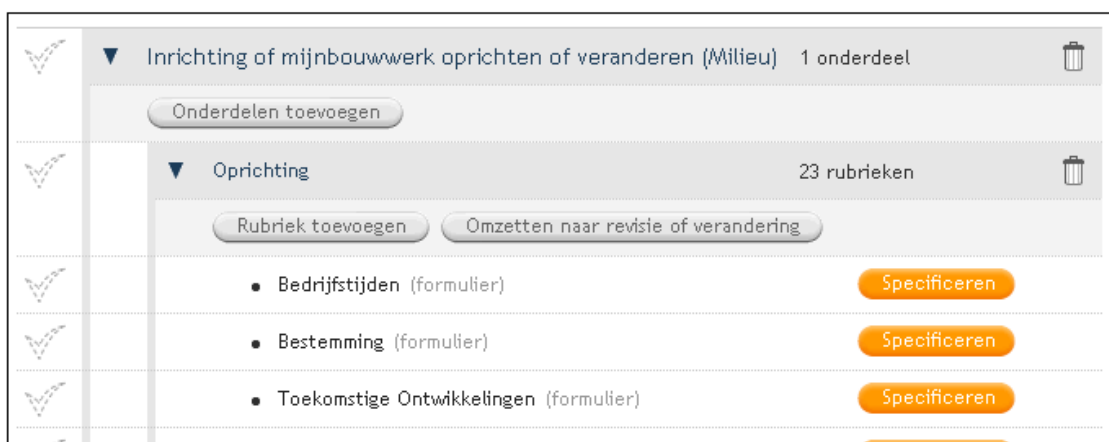 Inrichting of mijnbouwwerk oprichten of veranderen (Milieu) 1 onderdeel
Onderdelen toevoegen
Oprichting 23 rubrieken
Rubriek toevoegen Omzetten naar revisie of verandering
Bedrijfstijden (formulier) Specificeren
Bestemming (formulier) Specificeren
Toekomstige Ontwikkelingen (formulier) Specificeren